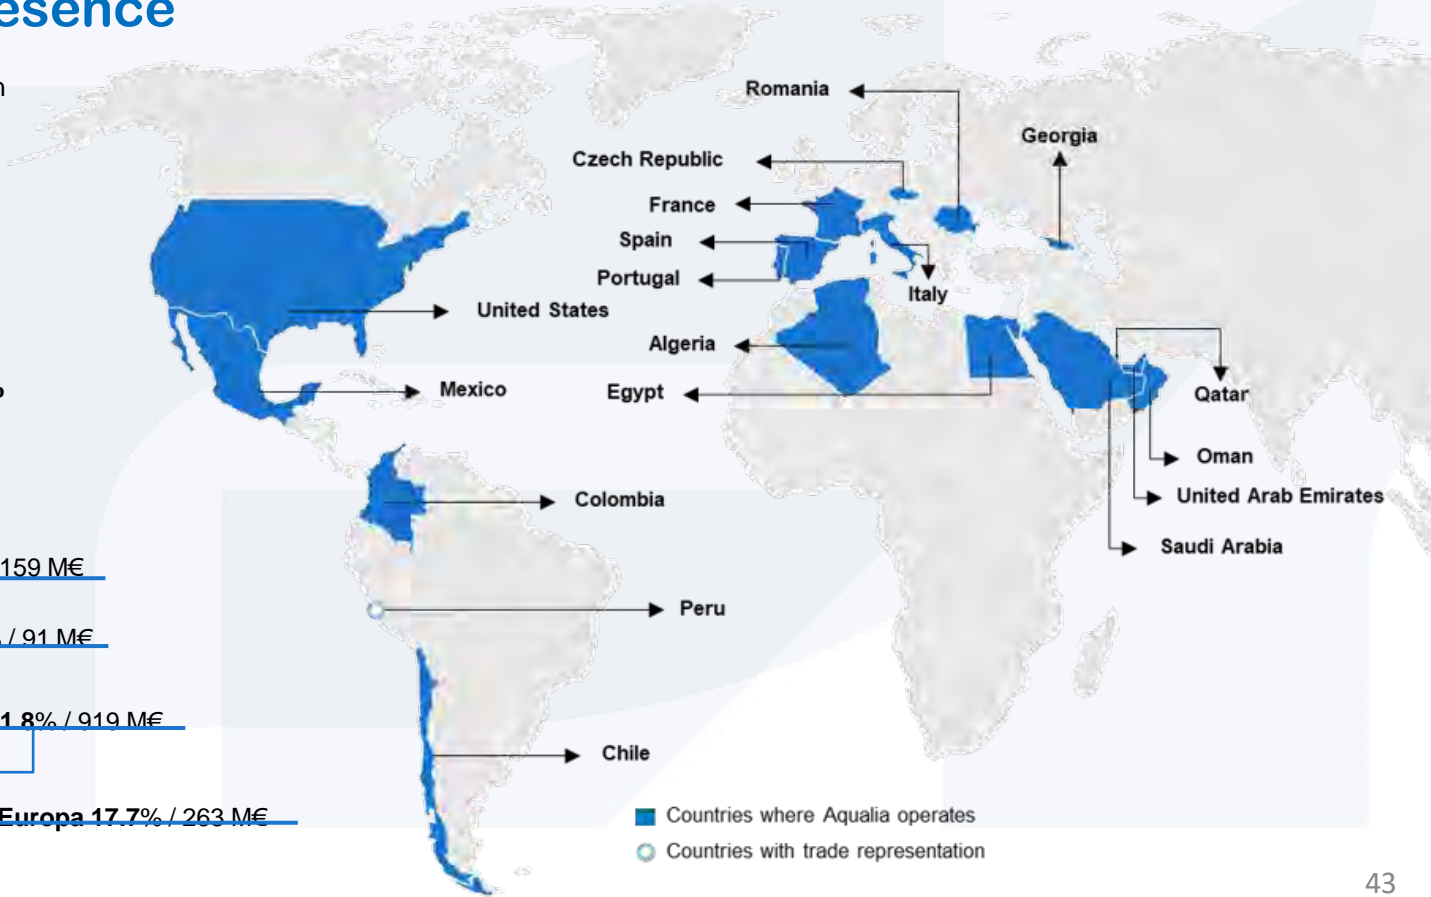 esence
n
Romania
Georgia
Czech Republic
France
Spain
Portugal
Italy
United States
Algeria
Mexico
Egypt
Qatar
Oman
United Arab Emirates
Colombia
Saudi Arabia
159 M€
Peru
/ 91 M€
1.8% / 919 M€
Chile
Europa 17.7% / 263 M€
Countries where Aqualia operates
Countries with trade representation
43